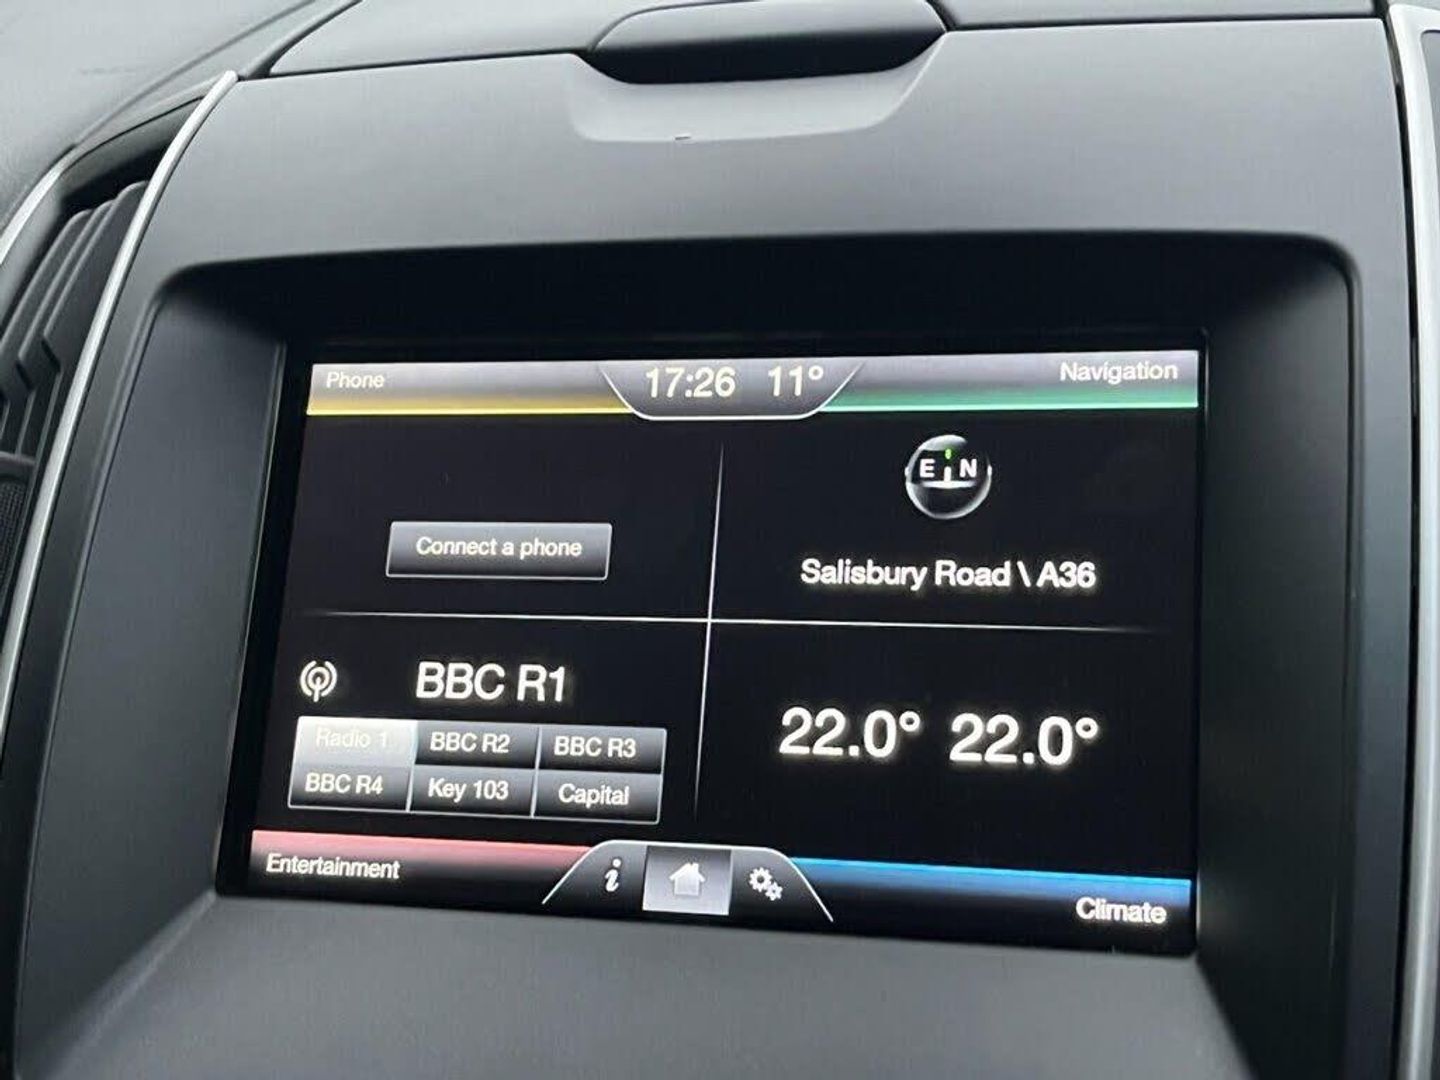 Phone
17:26 11°
Navigation
E N
Connect a phone
Salisbury Road \ A36
BBC R1
Radio 1 BBC R2 BBC R3
BBC R4 Key 103 Capital
22.0° 22.0°
Entertainment
i
Climate